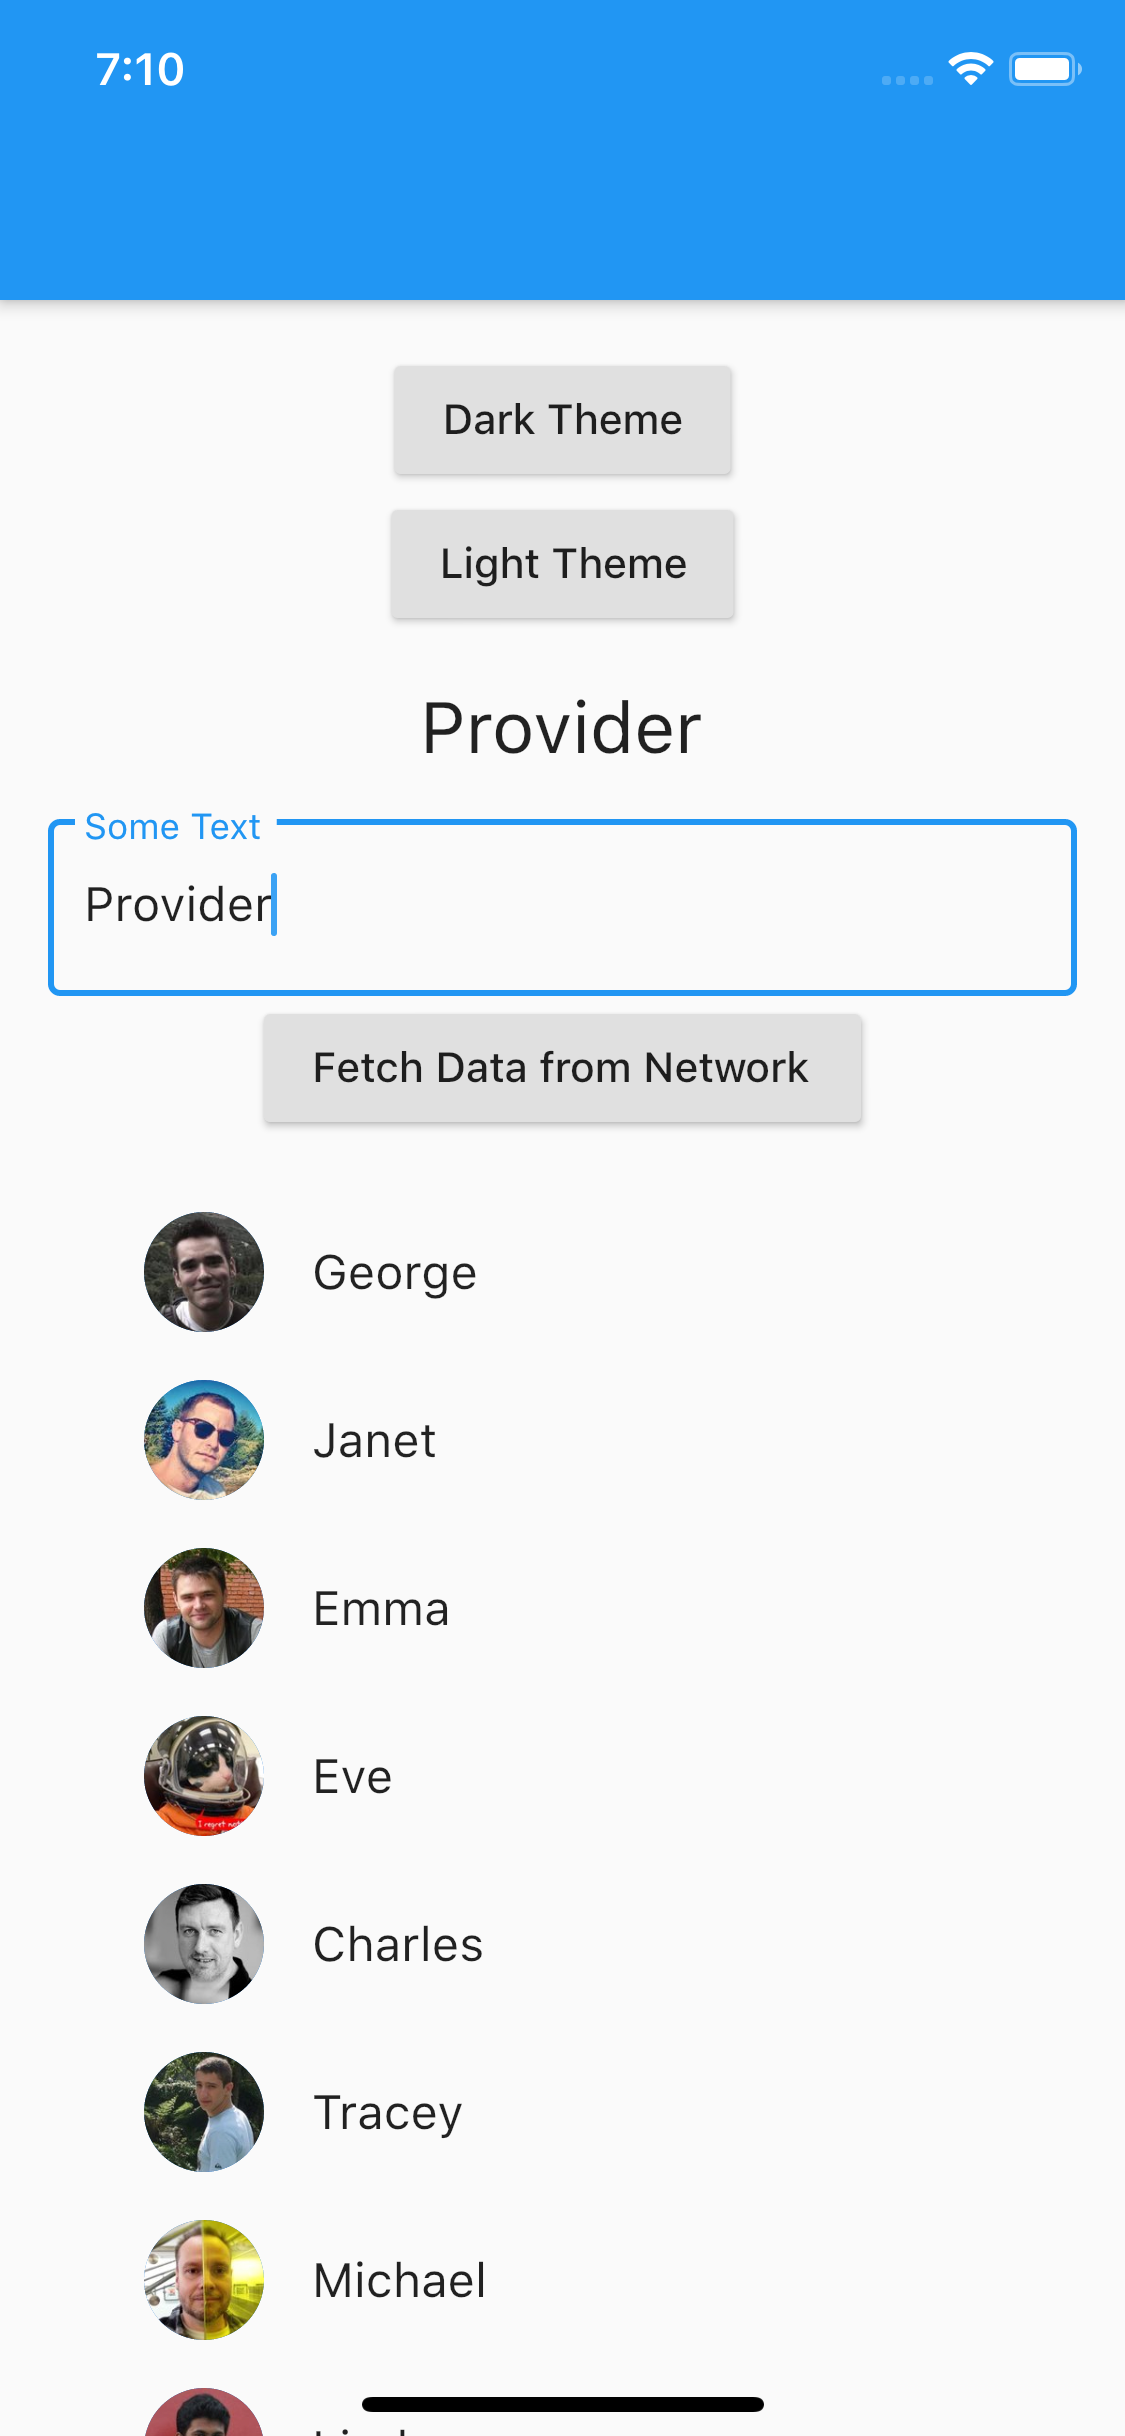 7:10
Dark Theme
Light Theme
Provider
Some Text
Provider
Fetch Data from Network
George
Janet
Emma
Eve
I regret
Charles
Tracey
Michael